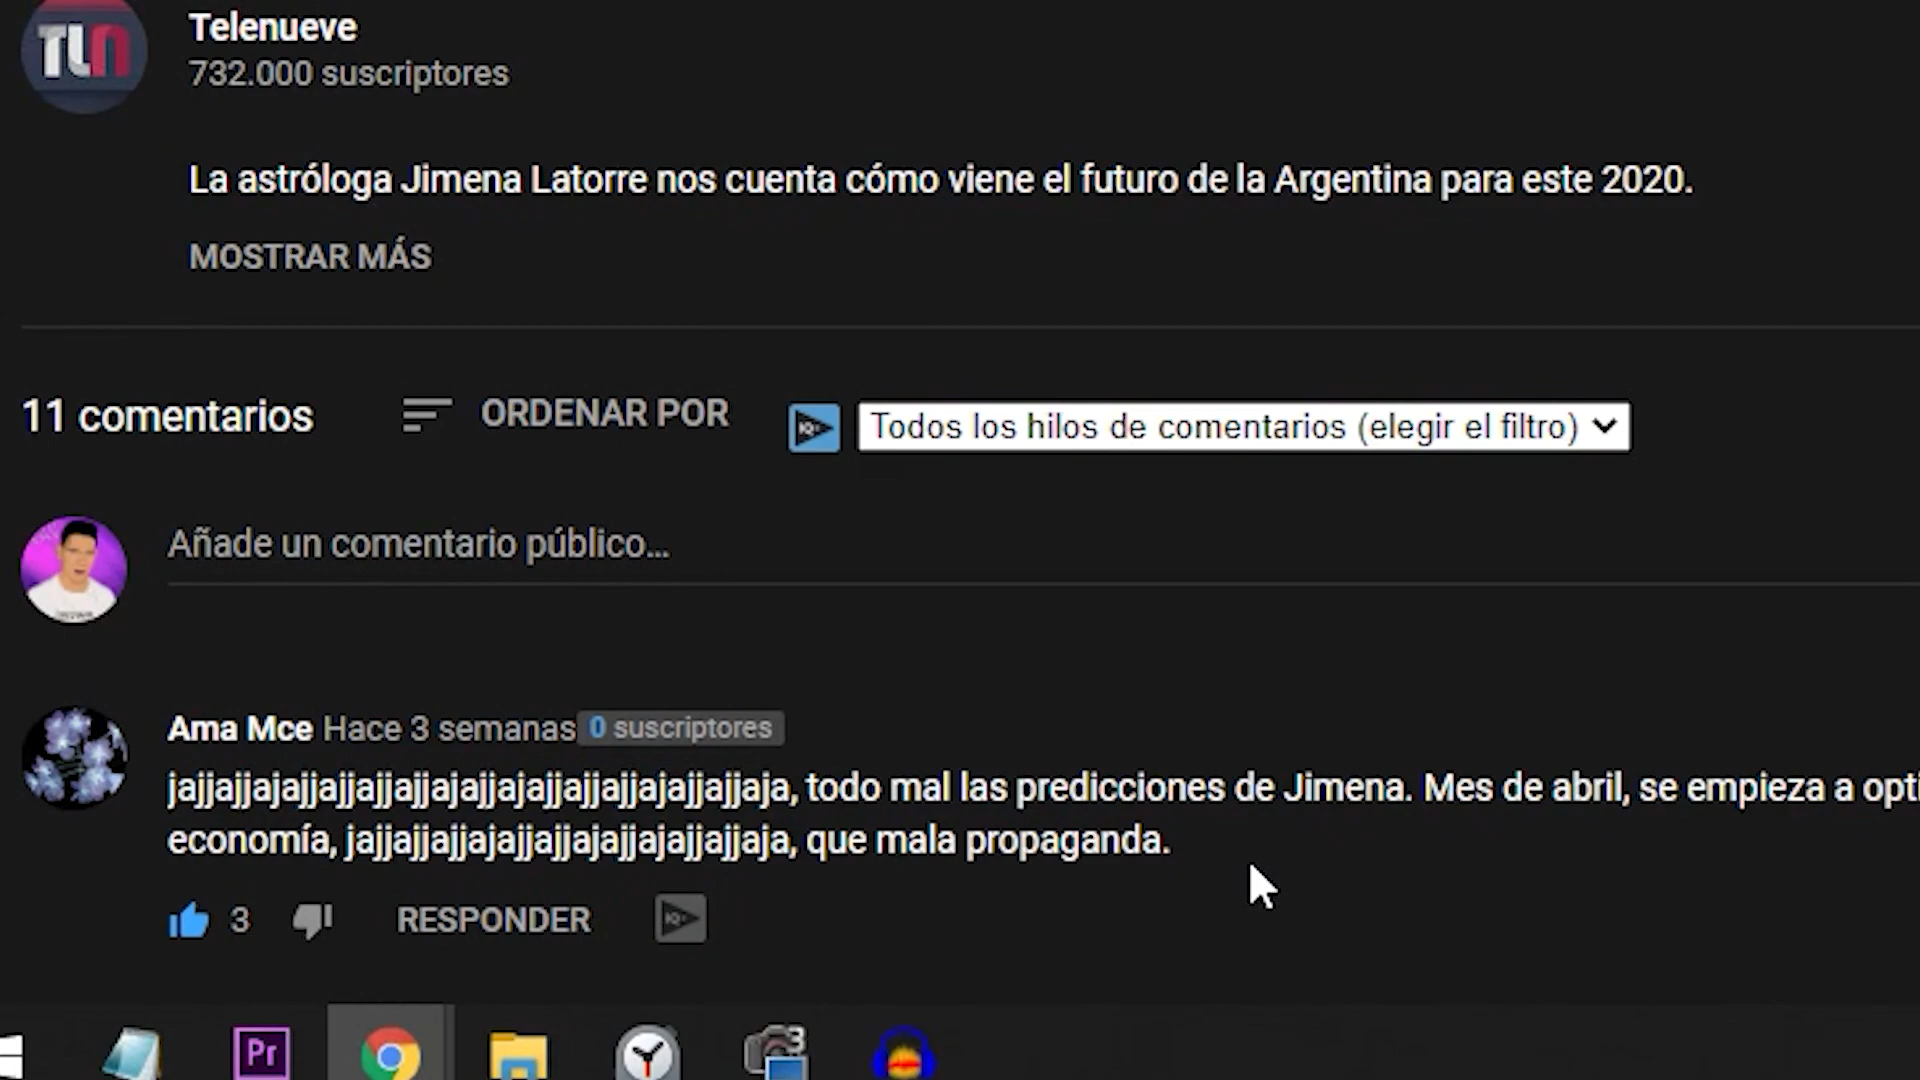 TLN
Telenueve
732.000 suscriptores
La astróloga Jimena Latorre nos cuenta cómo viene el futuro de la Argentina para este 2020.
MOSTRAR MÁS
11 comentarios
ORDENAR POR
Todos los hilos de comentarios (elegir el filtro)
Añade un comentario público...
Ama Mce Hace 3 semanas 0 suscriptores
jajjajjajajjajjajjajjajajjajajjajjajjajajjajjaja, todo mal las predicciones de Jimena. Mes de abril, se empieza a opti
economía, jajjajjajjajajjajjajajjajajjajjaja, que mala propaganda.
3
RESPONDER
Pr
3